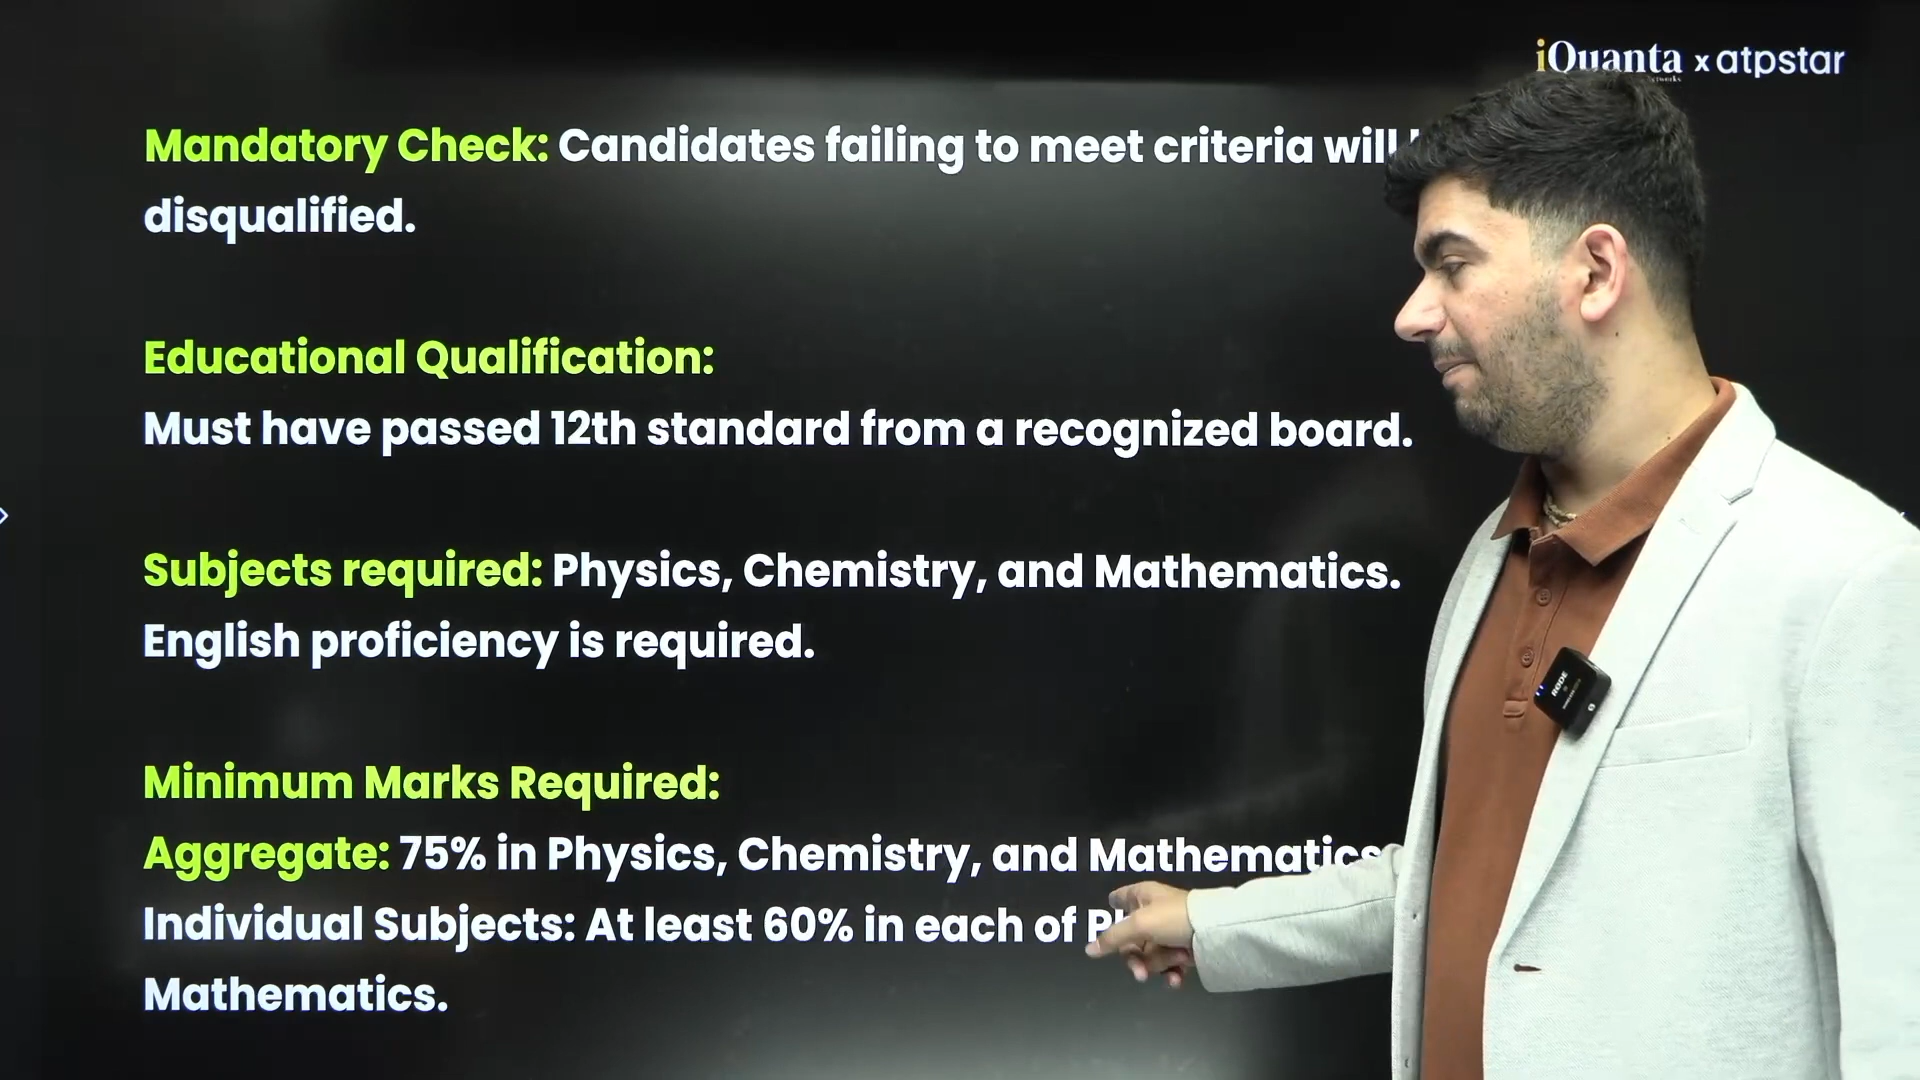 iQuanta x atpstar
Mandatory Check: Candidates failing to meet criteria will
disqualified.
Educational Qualification:
Must have passed 12th standard from a recognized board.
Subjects required: Physics, Chemistry, and Mathematics.
English proficiency is required.
Minimum Marks Required:
Aggregate: 75% in Physics, Chemistry, and Mathematics
Individual Subjects: At least 60% in each of
Mathematics.
RODE